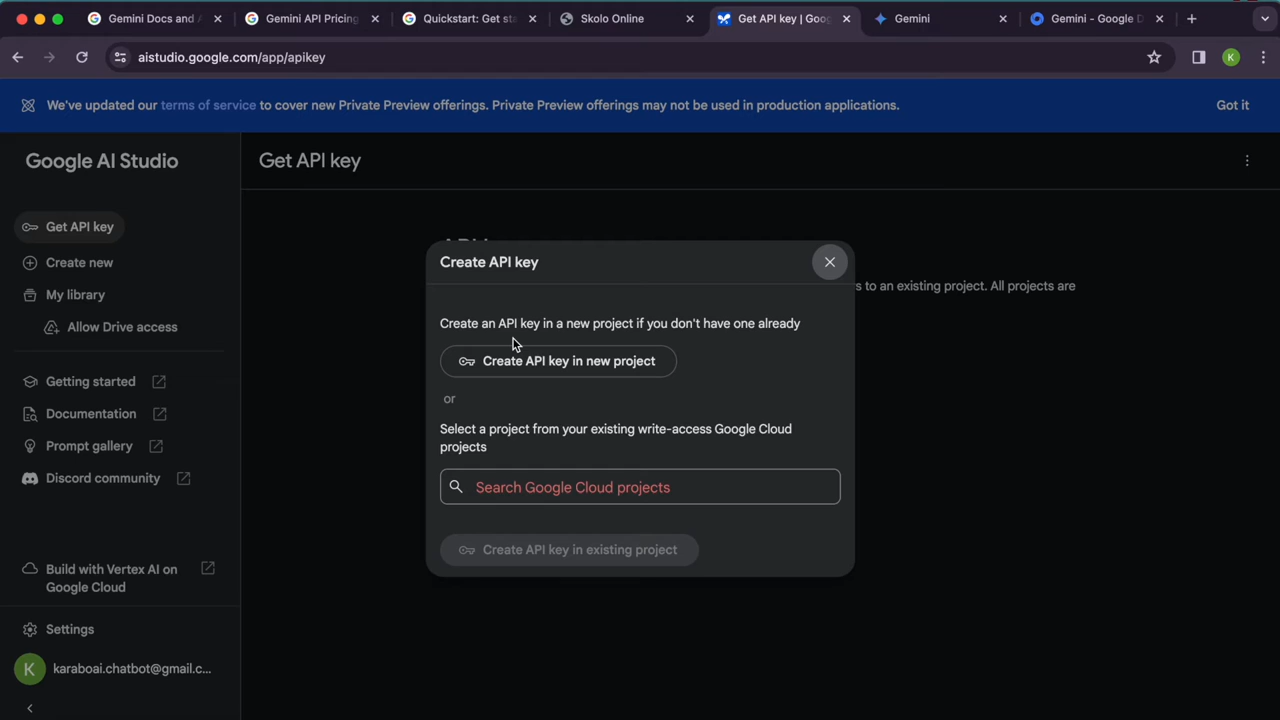 Gemini Docs and A
Gemini API Pricing
Quickstart: Get sta
Skolo Online
Get API key | Goog
Gemini
Gemini - Google D
aistudio.google.com/app/apikey
K
We've updated our terms of service to cover new Private Preview offerings. Private Preview offerings may not be used in production applications.
Got it
Google AI Studio
Get API key
Get API key
Create new
My library
Allow Drive access
Getting started
Documentation
Prompt gallery
Discord community
Build with Vertex AI on
Google Cloud
Settings
K
karaboai.chatbot@gmail.c...
s to an existing project. All projects are
Create API key
Create an API key in a new project if you don't have one already
Create API key in new project
or
Select a project from your existing write-access Google Cloud
projects
Search Google Cloud projects
Create API key in existing project